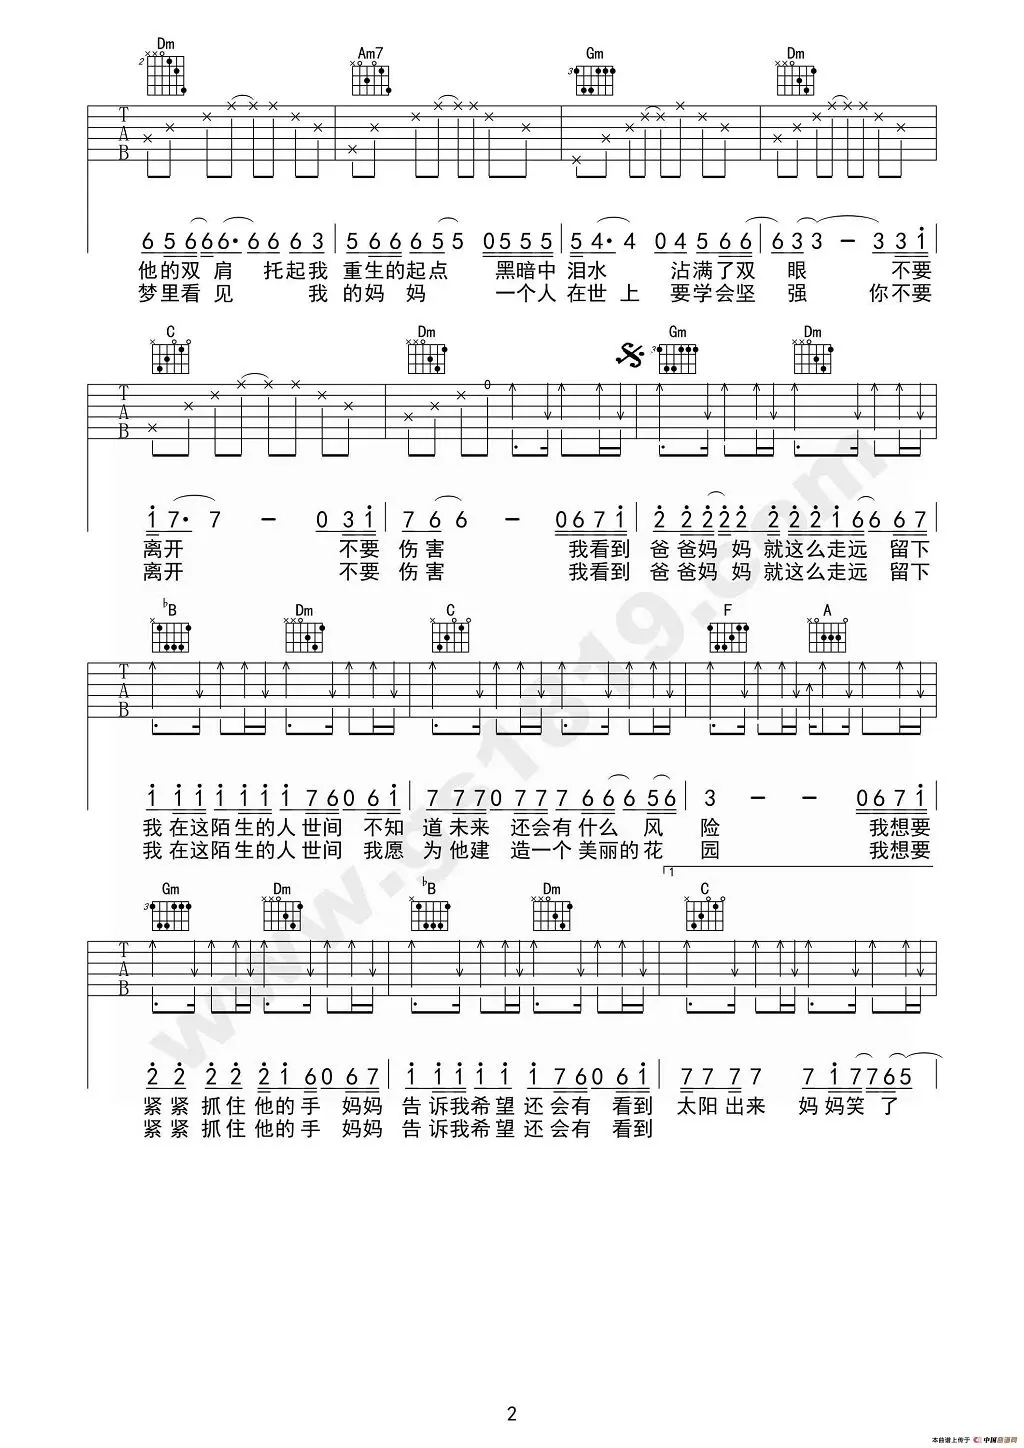 Dm Am7 Gm Dm
2 3
T A B
6 5 6 6 6· 6 6 6 3 5 6 6 6 5 5 0 5 5 5 5 4· 4 0 4 5 6 6 6 3 3 — 3 3 1
他的双肩 托起我 重生的起点 黑暗中 泪水 沾满了双 眼 不要
梦里看见 我 的妈妈 一个人 在世上 要学会坚 强 你不要
C Dm Gm Dm
3
T A B
0
1 7· 7 — 0 3 1 7 6 6 — 0 6 7 1 2 2 2 2 2 2 2 2 1 6 6 6 7
离开 不要 伤害 我看到 爸爸妈妈就这么走远 留下
离开 不要 伤害 我看到 爸爸妈妈就这么走远 留下
♭B Dm C F A
T A B
1 1 1 1 1 1 1 7 6 0 6 1 7 7 7 0 7 7 7 6 6 6 5 6 3 — — 0 6 7 1
我在这陌生的人世间 不知 道未来 还会有什么 风 险 我想要
我在这陌生的人世间 我愿 为他建 造一个美丽的花 园 我想要
1
Gm Dm ♭B Dm C
3
T A B
2 2 2 2 2 1 6 0 6 7 1 1 1 1 1 7 6 0 6 1 7 7 7 7 7 1 7 7 6 5
紧紧抓住他的手 妈妈 告诉我希望还会有 看到 太阳出来 妈妈笑了
紧紧抓住他的手 妈妈 告诉我希望还会有 看到
www.gs1819.com
2
本曲谱上传于 中国曲谱网